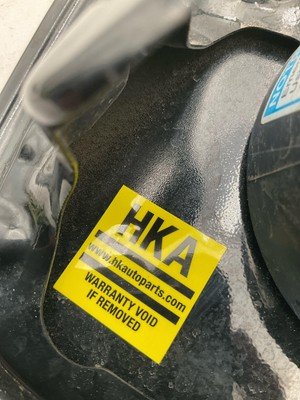 HKA
www.hkautoparts.com
WARRANTY VOID
IF REMOVED